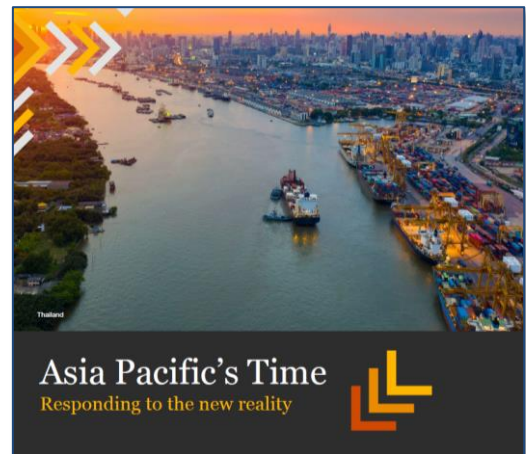 Thailand
Asia Pacific’s Time
Responding to the new reality